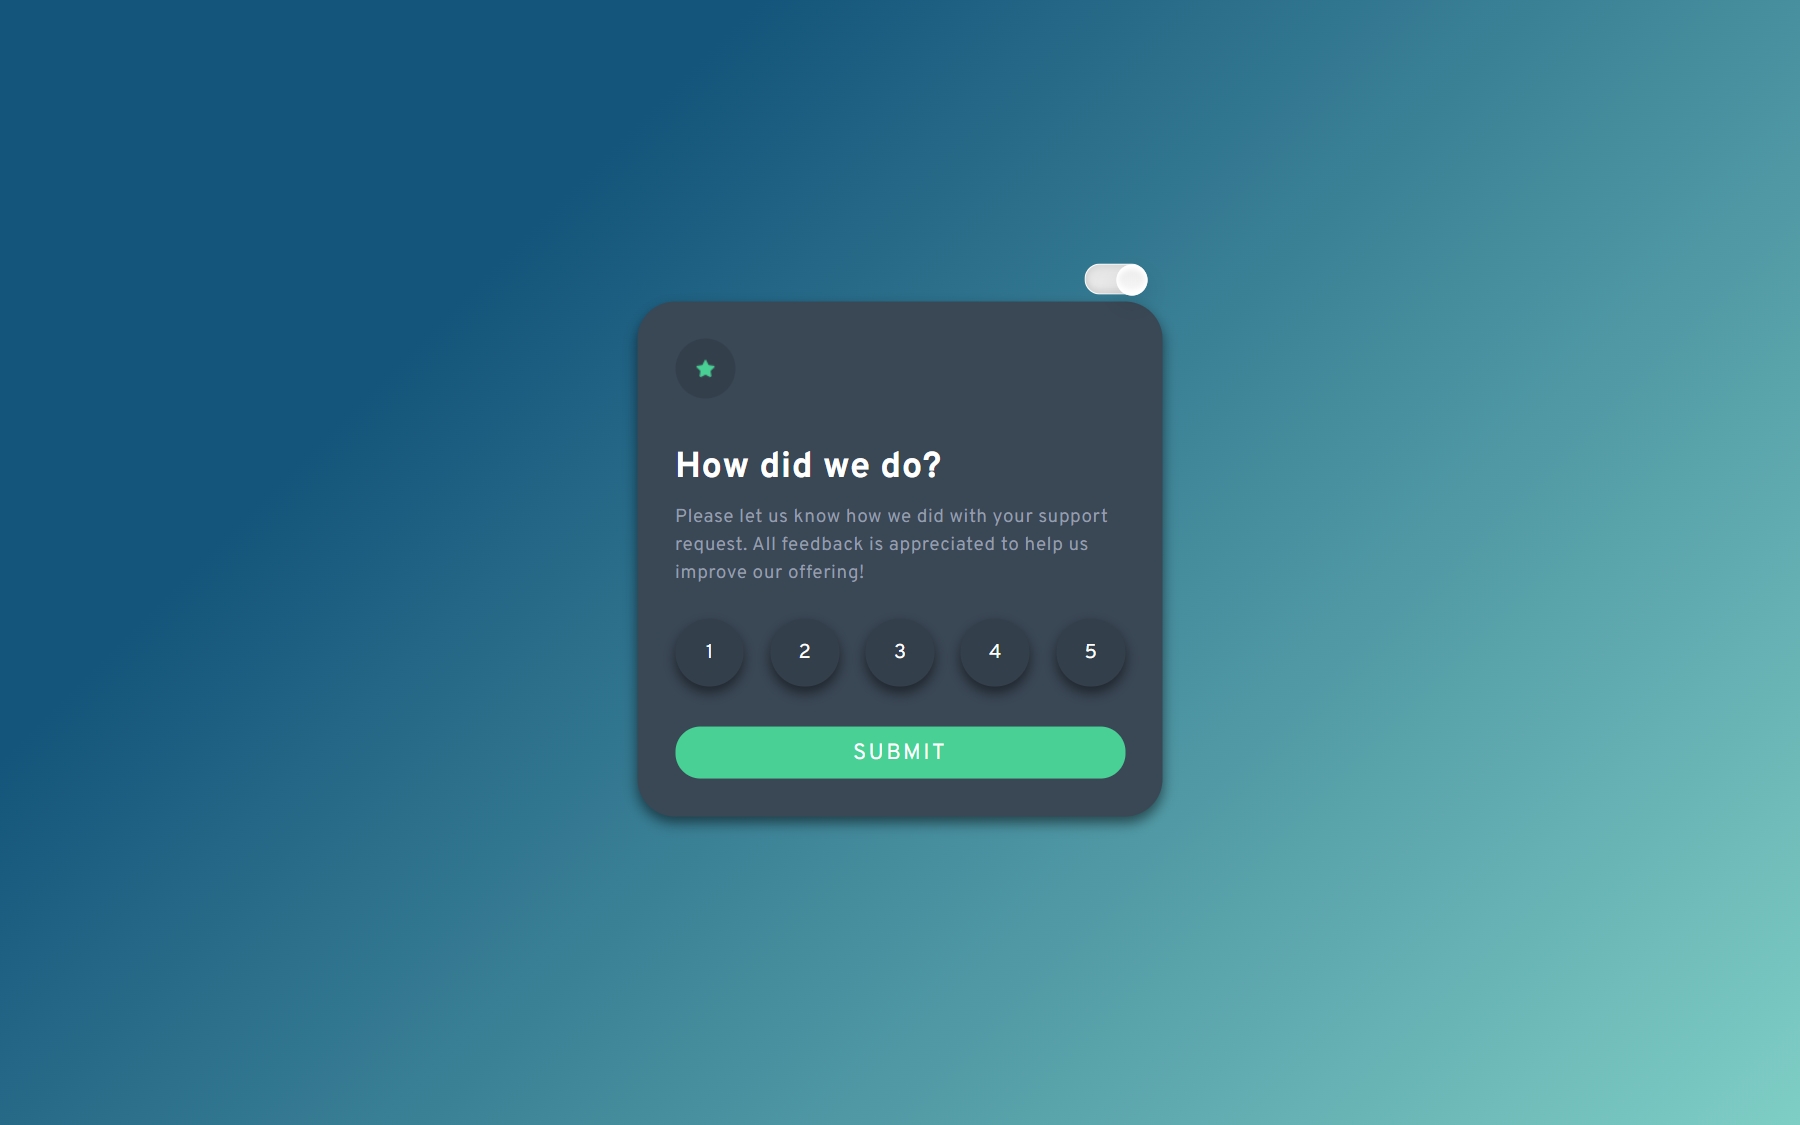 How did we do?
Please let us know how we did with your support
request. All feedback is appreciated to help us
improve our offering!
1 2 3 4 5
SUBMIT